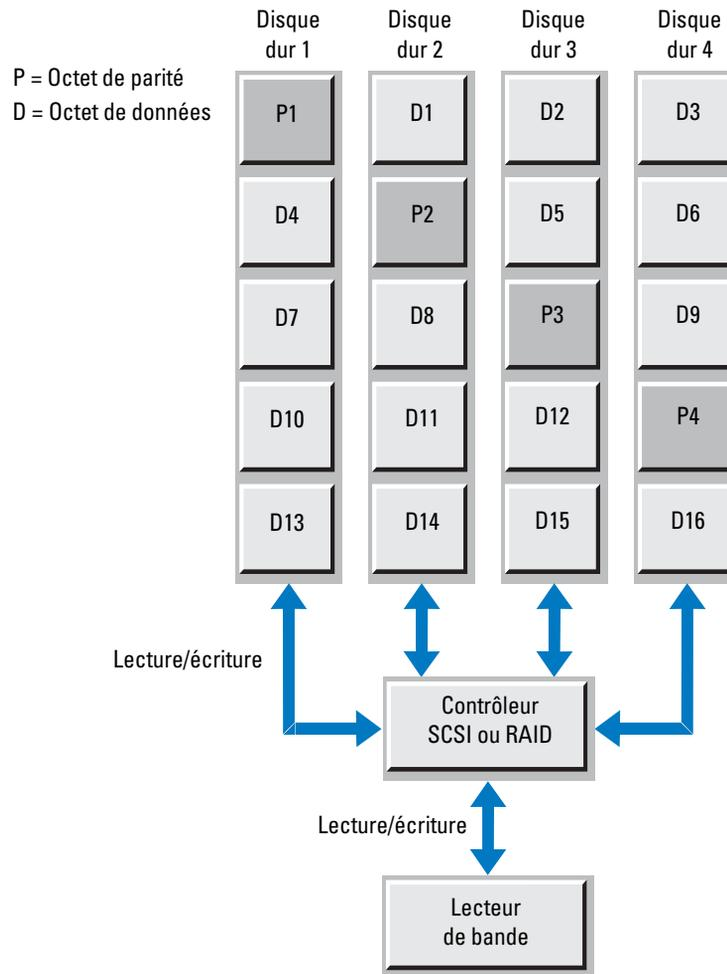 Disque
dur 1
Disque
dur 2
Disque
dur 3
Disque
dur 4
P = Octet de parité
D = Octet de données
P1
D1
D2
D3
D4
P2
D5
D6
D7
D8
P3
D9
D10
D11
D12
P4
D13
D14
D15
D16
Lecture/écriture
Contrôleur
SCSI ou RAID
Lecture/écriture
Lecteur
de bande